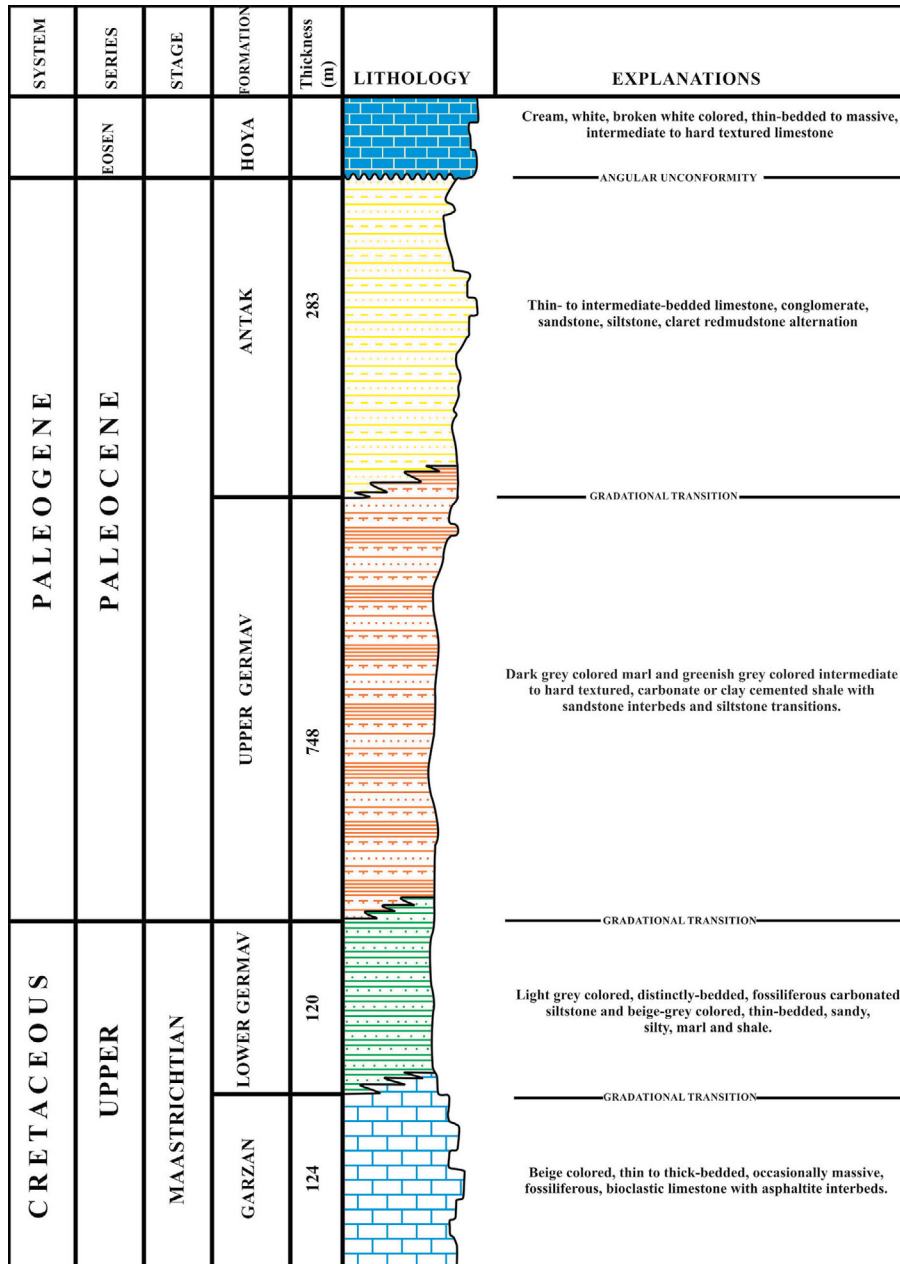 SYSTEM
SERIES
STAGE
FORMATION
Thickness
(m)
LITHOLOGY
EXPLANATIONS
EOSEN
HOYA
Cream, white, broken white colored, thin-bedded to massive,
intermediate to hard textured limestone
ANGULAR UNCONFORMITY
PALEOGENE
PALEOCENE
ANTAK
283
Thin- to intermediate-bedded limestone, conglomerate,
sandstone, siltstone, claret redmudstone alternation
GRADATIONAL TRANSITION
UPPER GERMAV
748
Dark grey colored marl and greenish grey colored intermediate
to hard textured, carbonate or clay cemented shale with
sandstone interbeds and siltstone transitions.
GRADATIONAL TRANSITION
CRETACEOUS
UPPER
MAASTRICHTIAN
LOWER GERMAV
120
Light grey colored, distinctly-bedded, fossiliferous carbonated
siltstone and beige-grey colored, thin-bedded, sandy,
silty, marl and shale.
GRADATIONAL TRANSITION
GARZAN
124
Beige colored, thin to thick-bedded, occasionally massive,
fossiliferous, bioclastic limestone with asphaltite interbeds.